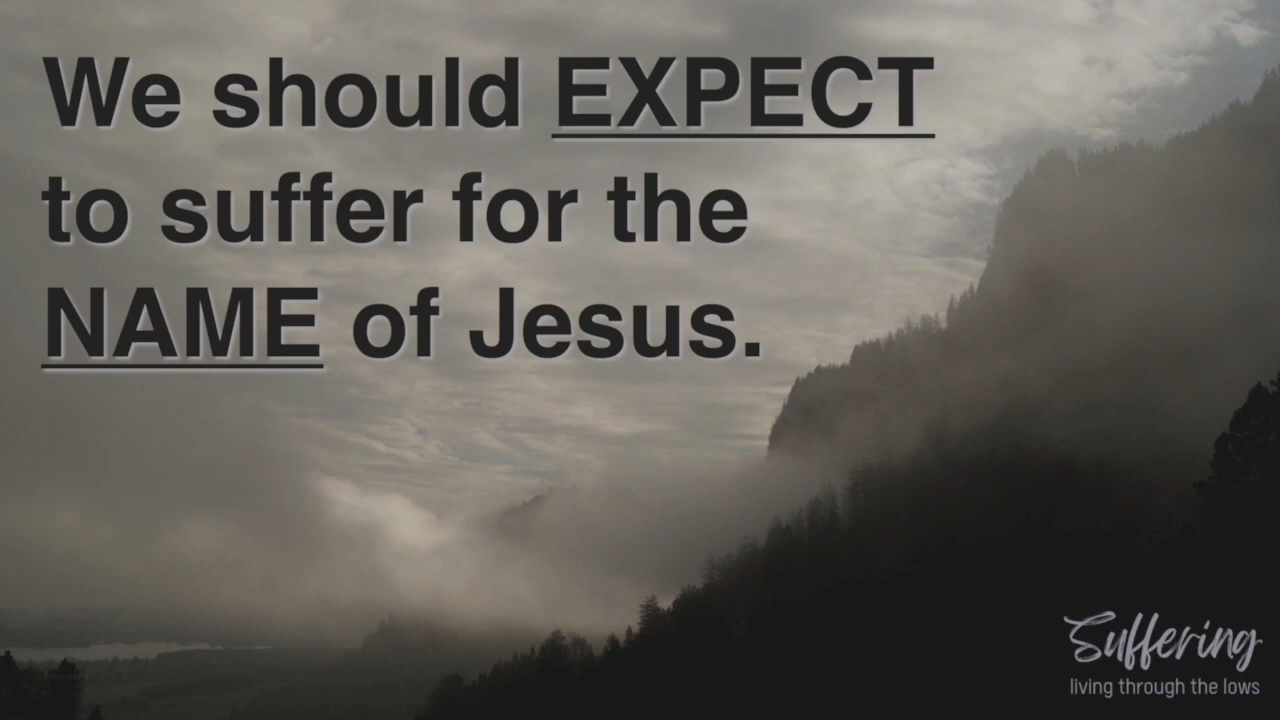 We should EXPECT
to suffer for the
NAME of Jesus.
Suffering
living through the lows